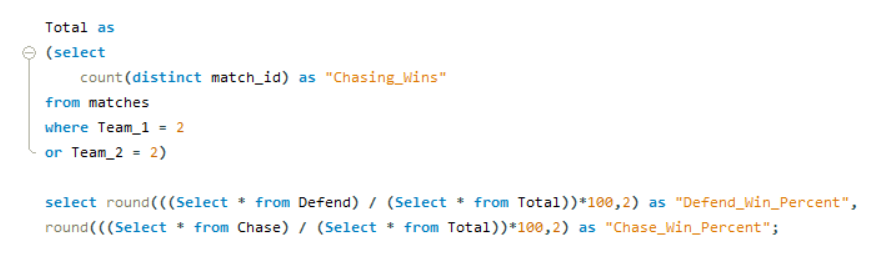 Total as
(select
count(distinct match_id) as "Chasing_Wins"
from matches
where Team_1 = 2
or Team_2 = 2)
select round(((Select * from Defend) / (Select * from Total))*100,2) as "Defend_Win_Percent",
round(((Select * from Chase) / (Select * from Total))*100,2) as "Chase_Win_Percent";